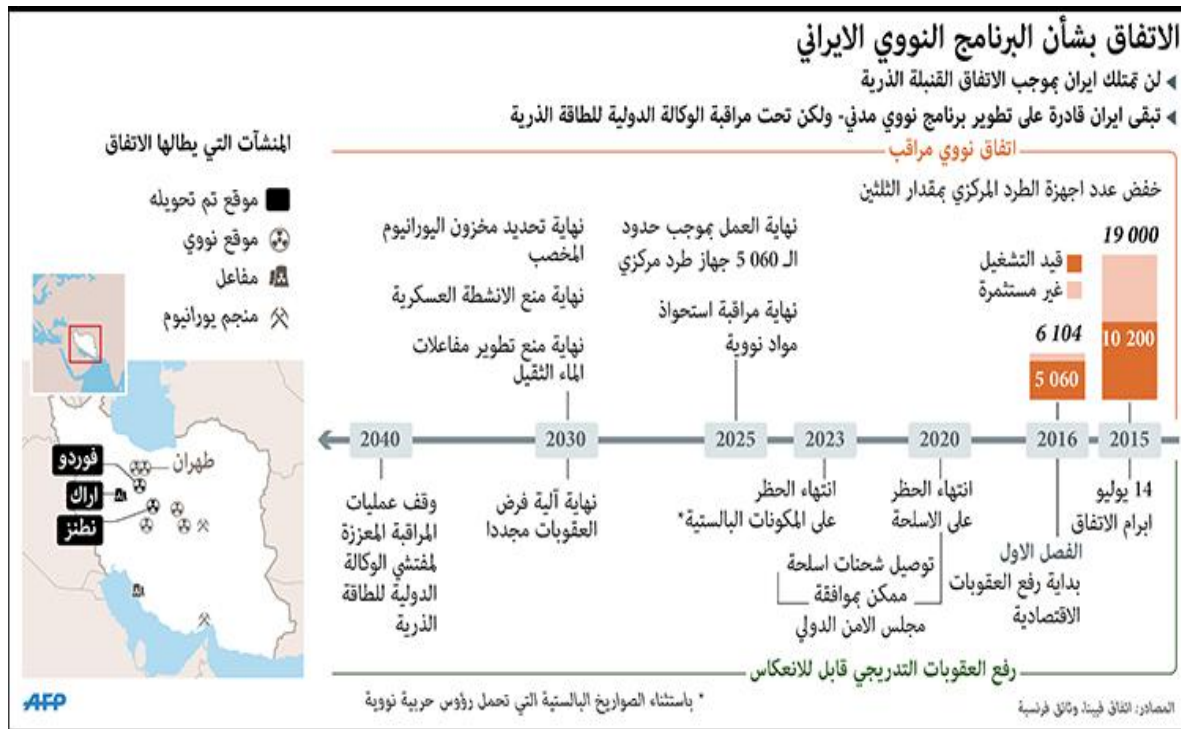 الاتفاق بشأن البرنامج النووي الايراني
لن تمتلك ايران بموجب الاتفاق القنبلة الذرية
تبقى ايران قادرة على تطوير برنامج نووي مدني- ولكن تحت مراقبة الوكالة الدولية للطاقة الذرية
اتفاق نووي مراقب
خفض عدد اجهزة الطرد المركزي بمقدار الثلثين
19 000
10 200
قيد التشغيل
غير مستثمرة
6 104
5 060
نهاية العمل بموجب حدود
الـ 060 5 جهاز طرد مركزي
نهاية مراقبة استحواذ
مواد نووية
نهاية تحديد مخزون اليورانيوم
المخصب
نهاية منع الانشطة العسكرية
نهاية منع تطوير مفاعلات
الماء الثقيل
2015
2016
2020
2023
2025
2030
2040
14 يوليو
ابرام الاتفاق
الفصل الاول
بداية رفع العقوبات
الاقتصادية
انتهاء الحظر
على الاسلحة
توصيل شحنات اسلحة
ممكن بموافقة
مجلس الامن الدولي
انتهاء الحظر
على المكونات البالستية*
نهاية آلية فرض
العقوبات مجددا
وقف عمليات
المراقبة المعززة
لمفتشي الوكالة
الدولية للطاقة
الذرية
رفع العقوبات التدريجي قابل للانعكاس
المنشآت التي يطالها الاتفاق
موقع تم تحويله
موقع نووي
مفاعل
منجم يورانيوم
طهران
فوردو
اراك
نطنز
المصادر: اتفاق فيينا، وثائق فرنسية
* باستثناء الصواريخ البالستية التي تحمل رؤوس حربية نووية
AFP